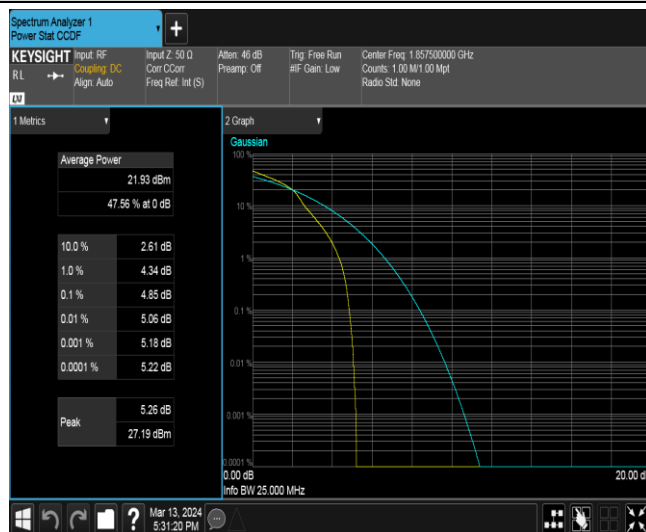 Spectrum Analyzer 1
Power Stat CCDF
+
KEYSIGHT
RL
LXI
Input: RF
Coupling: DC
Align: Auto
Input Z: 50 Ω
Corr CCorr
Freq Ref: Int (S)
Atten: 46 dB
Preamp: Off
Trig: Free Run
#IF Gain: Low
Center Freq: 1.857500000 GHz
Counts: 1.00 M/1.00 Mpt
Radio Std: None
1 Metrics
Average Power
21.93 dBm
47.56 % at 0 dB
10.0 % 2.61 dB
1.0 % 4.34 dB
0.1 % 4.85 dB
0.01 % 5.06 dB
0.001 % 5.18 dB
0.0001 % 5.22 dB
Peak
5.26 dB
27.19 dBm
2 Graph
Gaussian
100 %
10 %
1 %
0.1 %
0.01 %
0.001 %
0.0001 %
0.00 dB
20.00 d
Info BW 25.000 MHz
?
Mar 13, 2024
5:31:20 PM